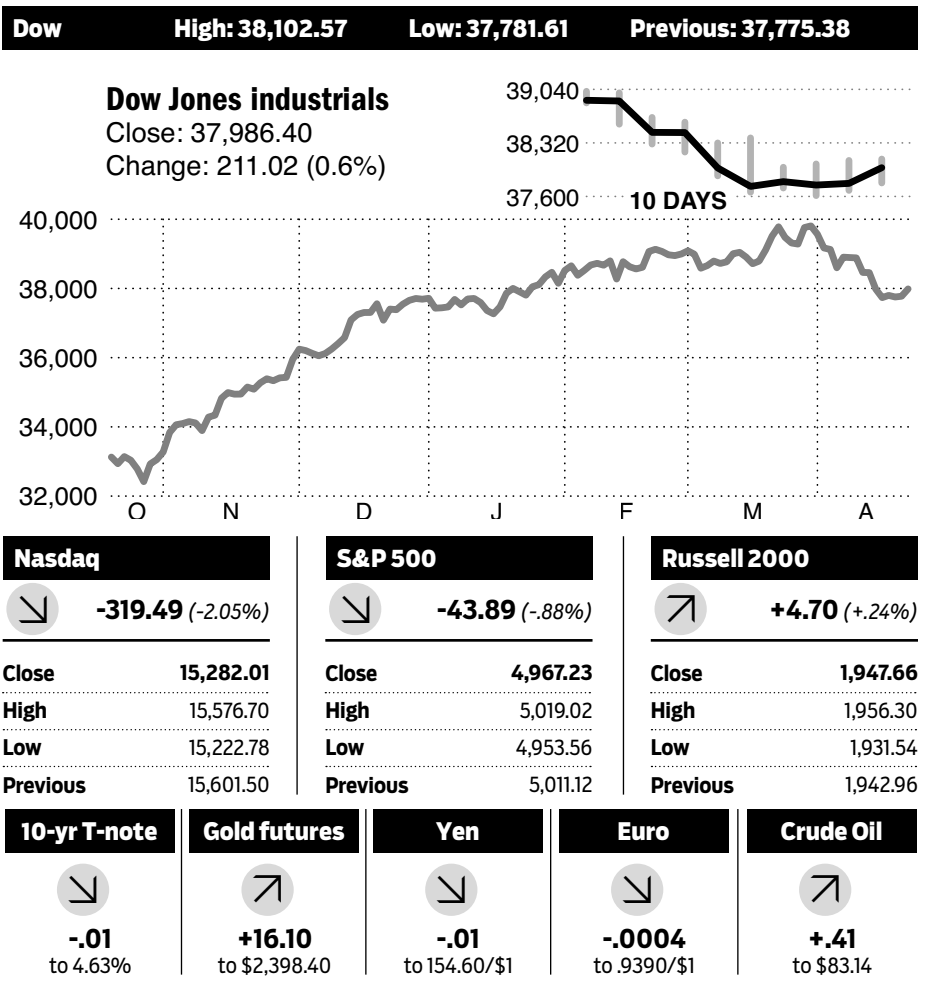 Dow High: 38,102.57 Low: 37,781.61 Previous: 37,775.38
Dow Jones industrials
Close: 37,986.40
Change: 211.02 (0.6%)
39,040
38,320
37,600
10 DAYS
40,000
38,000
36,000
34,000
32,000
O N D J F M A
Nasdaq
-319.49 (-2.05%)
Close 15,282.01
High 15,576.70
Low 15,222.78
Previous 15,601.50
S&P 500
-43.89 (-.88%)
Close 4,967.23
High 5,019.02
Low 4,953.56
Previous 5,011.12
Russell 2000
+4.70 (+.24%)
Close 1,947.66
High 1,956.30
Low 1,931.54
Previous 1,942.96
10-yr T-note
-.01
to 4.63%
Gold futures
+16.10
to $2,398.40
Yen
-.01
to 154.60/$1
Euro
-.0004
to .9390/$1
Crude Oil
+.41
to $83.14